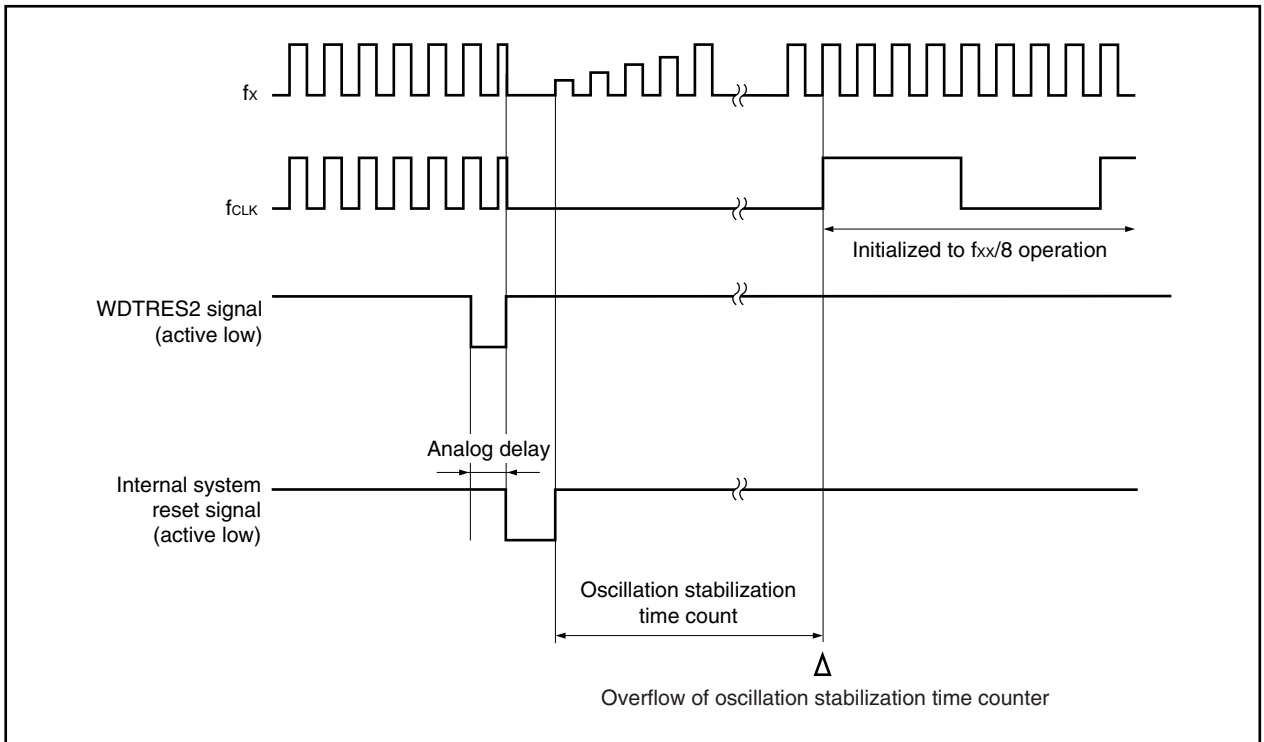 fX
fCLK
Initialized to fXX/8 operation
WDTRES2 signal
(active low)
Analog delay
Internal system
reset signal
(active low)
Oscillation stabilization
time count
Overflow of oscillation stabilization time counter